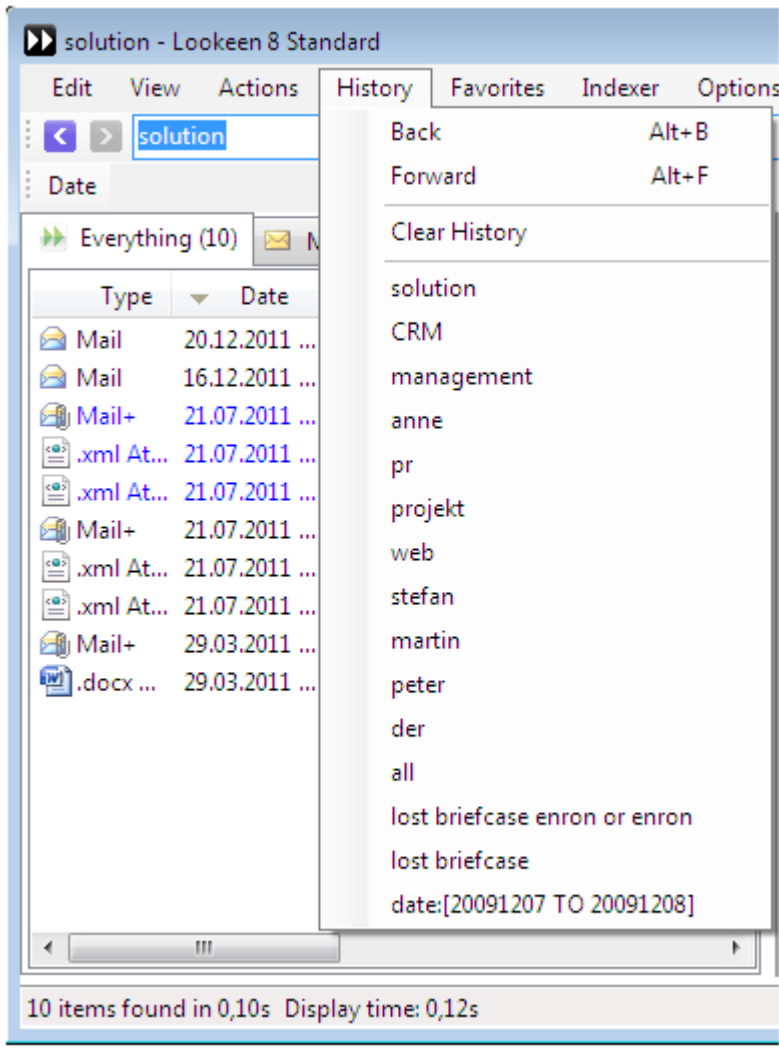 solution - Lookeen 8 Standard
Edit View Actions History Favorites Indexer Options
solution
Date
Everything (10)
Type Date
Mail 20.12.2011 ...
Mail 16.12.2011 ...
Mail+ 21.07.2011 ...
.xml At... 21.07.2011 ...
.xml At... 21.07.2011 ...
Mail+ 21.07.2011 ...
.xml At... 21.07.2011 ...
.xml At... 21.07.2011 ...
Mail+ 29.03.2011 ...
.docx ... 29.03.2011 ...
Back Alt+B
Forward Alt+F
Clear History
solution
CRM
management
anne
pr
projekt
web
stefan
martin
peter
der
all
lost briefcase enron or enron
lost briefcase
date:[20091207 TO 20091208]
10 items found in 0,10s Display time: 0,12s